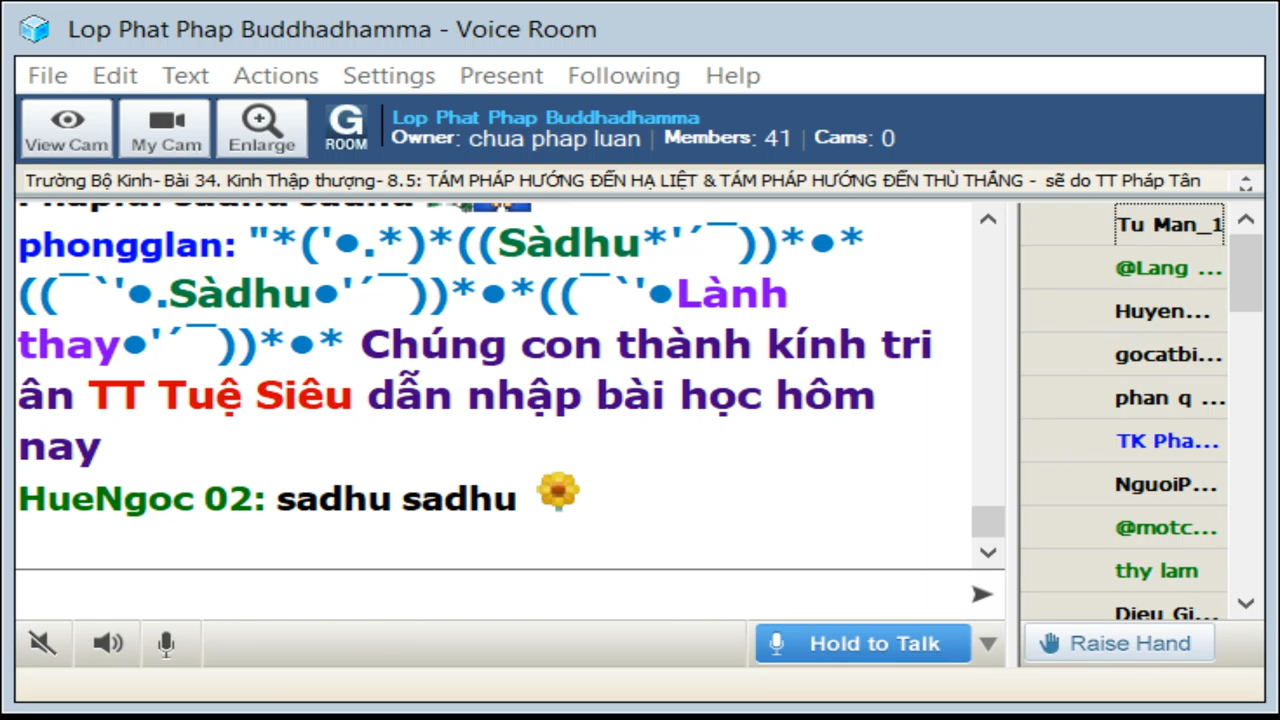 Lop Phat Phap Buddhadhamma - Voice Room
File Edit Text Actions Settings Present Following Help
View Cam My Cam Enlarge
G ROOM
Lop Phat Phap Buddhadhamma
Owner: chua phap luan | Members: 41 | Cams: 0
Trường Bộ Kinh- Bài 34. Kinh Thập thượng- 8.5: TÁM PHÁP HƯỚNG ĐẾN HẠ LIỆT & TÁM PHÁP HƯỚNG ĐẾN THÙ THẮNG - sẽ do TT Pháp Tân
phongglan: "*('●.*)*((Sàdhu*'´¯))*●*
((¯`'●.Sàdhu●'´¯))*●*((¯`'●Lành
thay●'´¯))*●* Chúng con thành kính tri
ân TT Tuệ Siêu dẫn nhập bài học hôm
nay
HueNgoc 02: sadhu sadhu
Tu Man_1
@Lang ...
Huyen...
gocatbi...
phan q ...
TK Pha...
NguoiP...
@motc...
thy lam
Dieu Gi...
Hold to Talk
Raise Hand